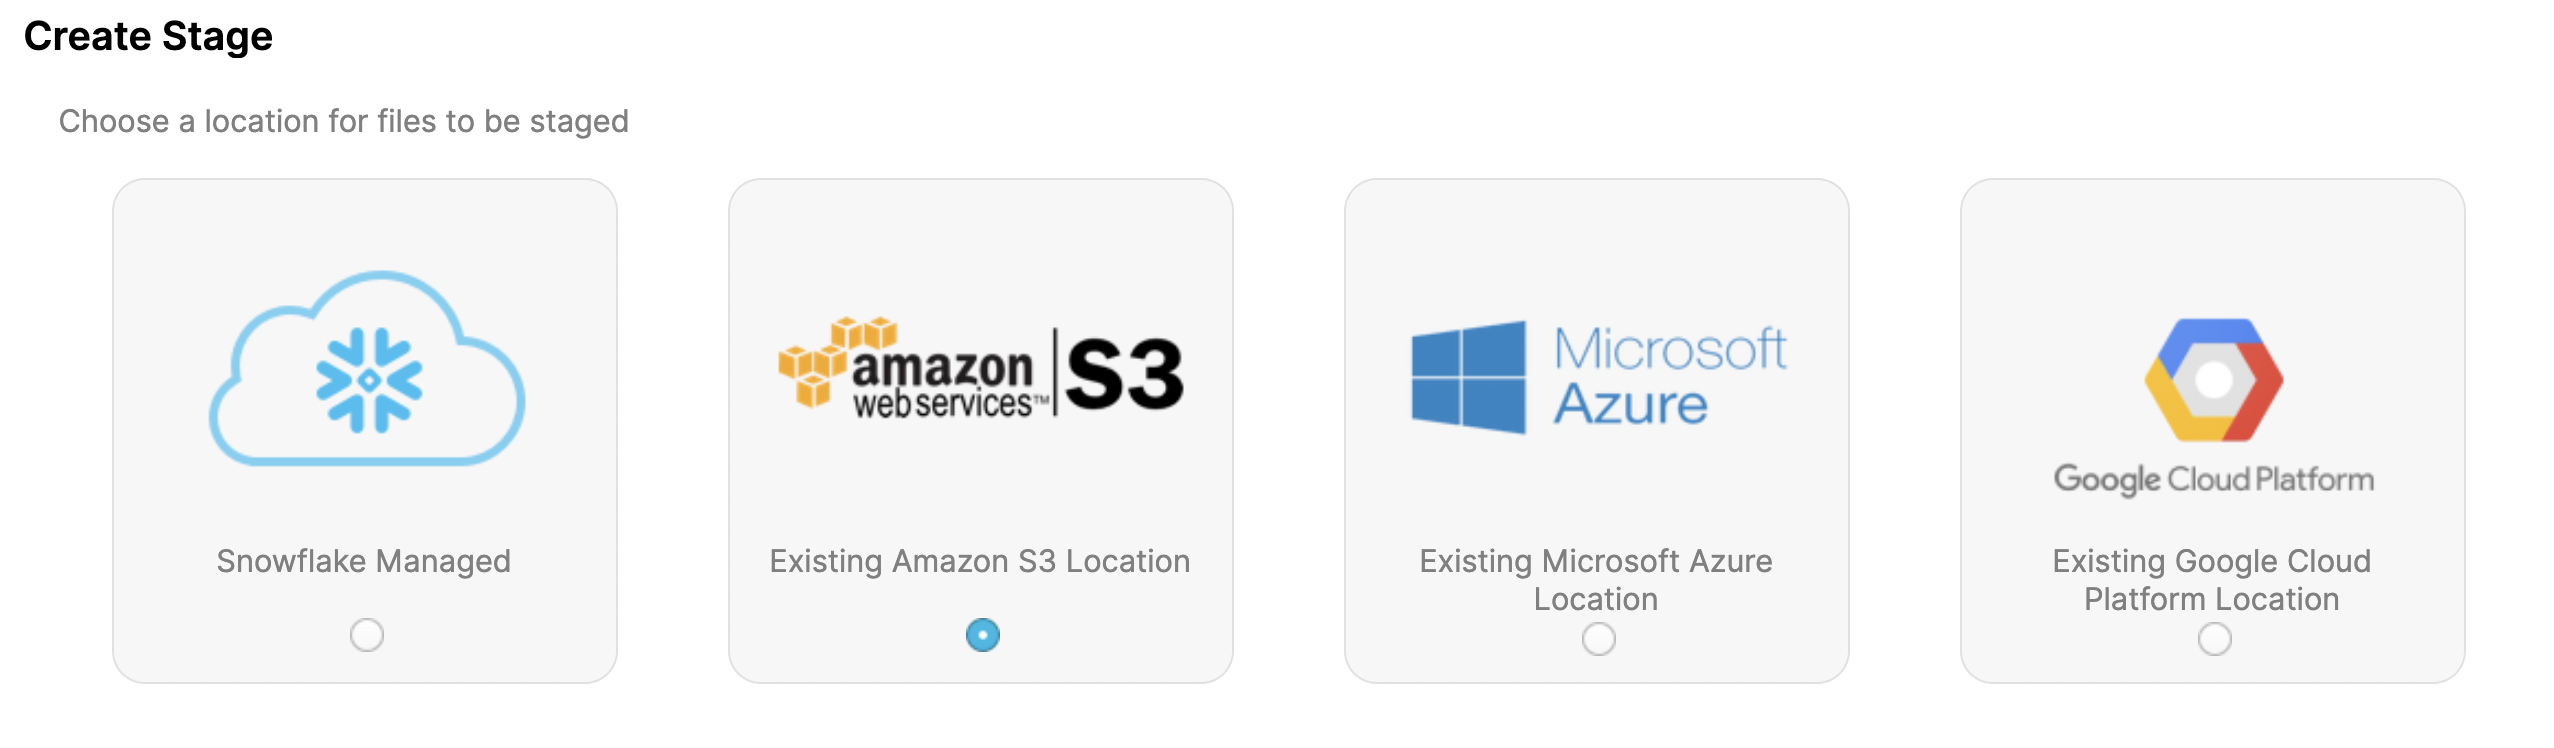 Create Stage
Choose a location for files to be staged
Snowflake Managed
amazon
web services™
S3
Existing Amazon S3 Location
Microsoft
Azure
Existing Microsoft Azure
Location
Google Cloud Platform
Existing Google Cloud
Platform Location